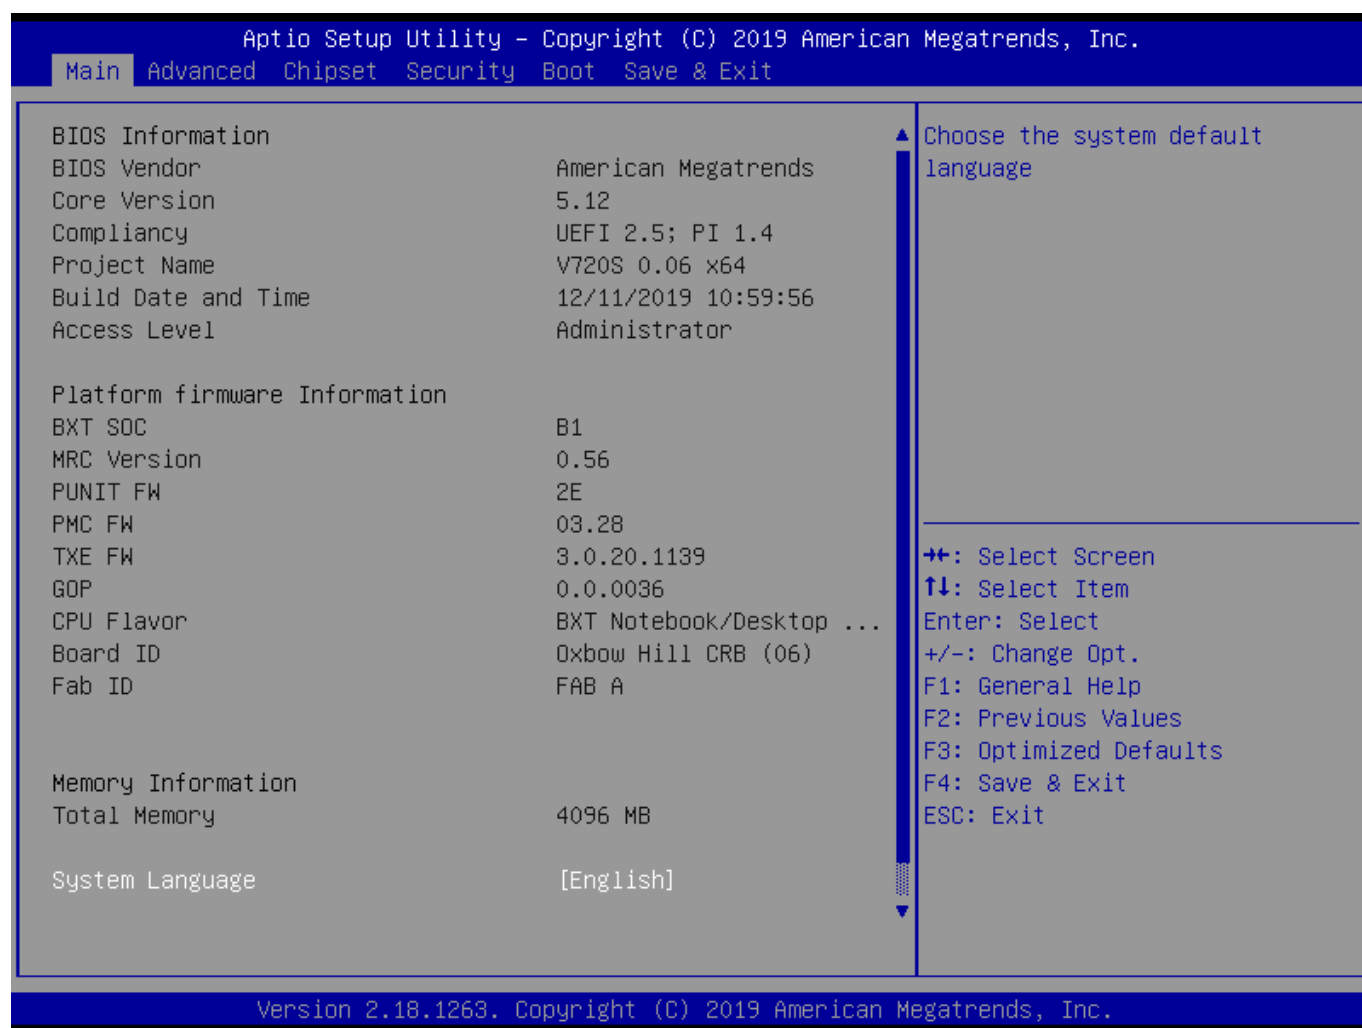 Aptio Setup Utility – Copyright (C) 2019 American Megatrends, Inc.
Main Advanced Chipset Security Boot Save & Exit
BIOS Information
BIOS Vendor American Megatrends
Core Version 5.12
Compliancy UEFI 2.5; PI 1.4
Project Name V720S 0.06 x64
Build Date and Time 12/11/2019 10:59:56
Access Level Administrator
Platform firmware Information
BXT SOC B1
MRC Version 0.56
PUNIT FW 2E
PMC FW 03.28
TXE FW 3.0.20.1139
GOP 0.0.0036
CPU Flavor BXT Notebook/Desktop ...
Board ID Oxbow Hill CRB (06)
Fab ID FAB A
Memory Information
Total Memory 4096 MB
System Language [English]
Choose the system default
language
→←: Select Screen
↑↓: Select Item
Enter: Select
+/-: Change Opt.
F1: General Help
F2: Previous Values
F3: Optimized Defaults
F4: Save & Exit
ESC: Exit
Version 2.18.1263. Copyright (C) 2019 American Megatrends, Inc.